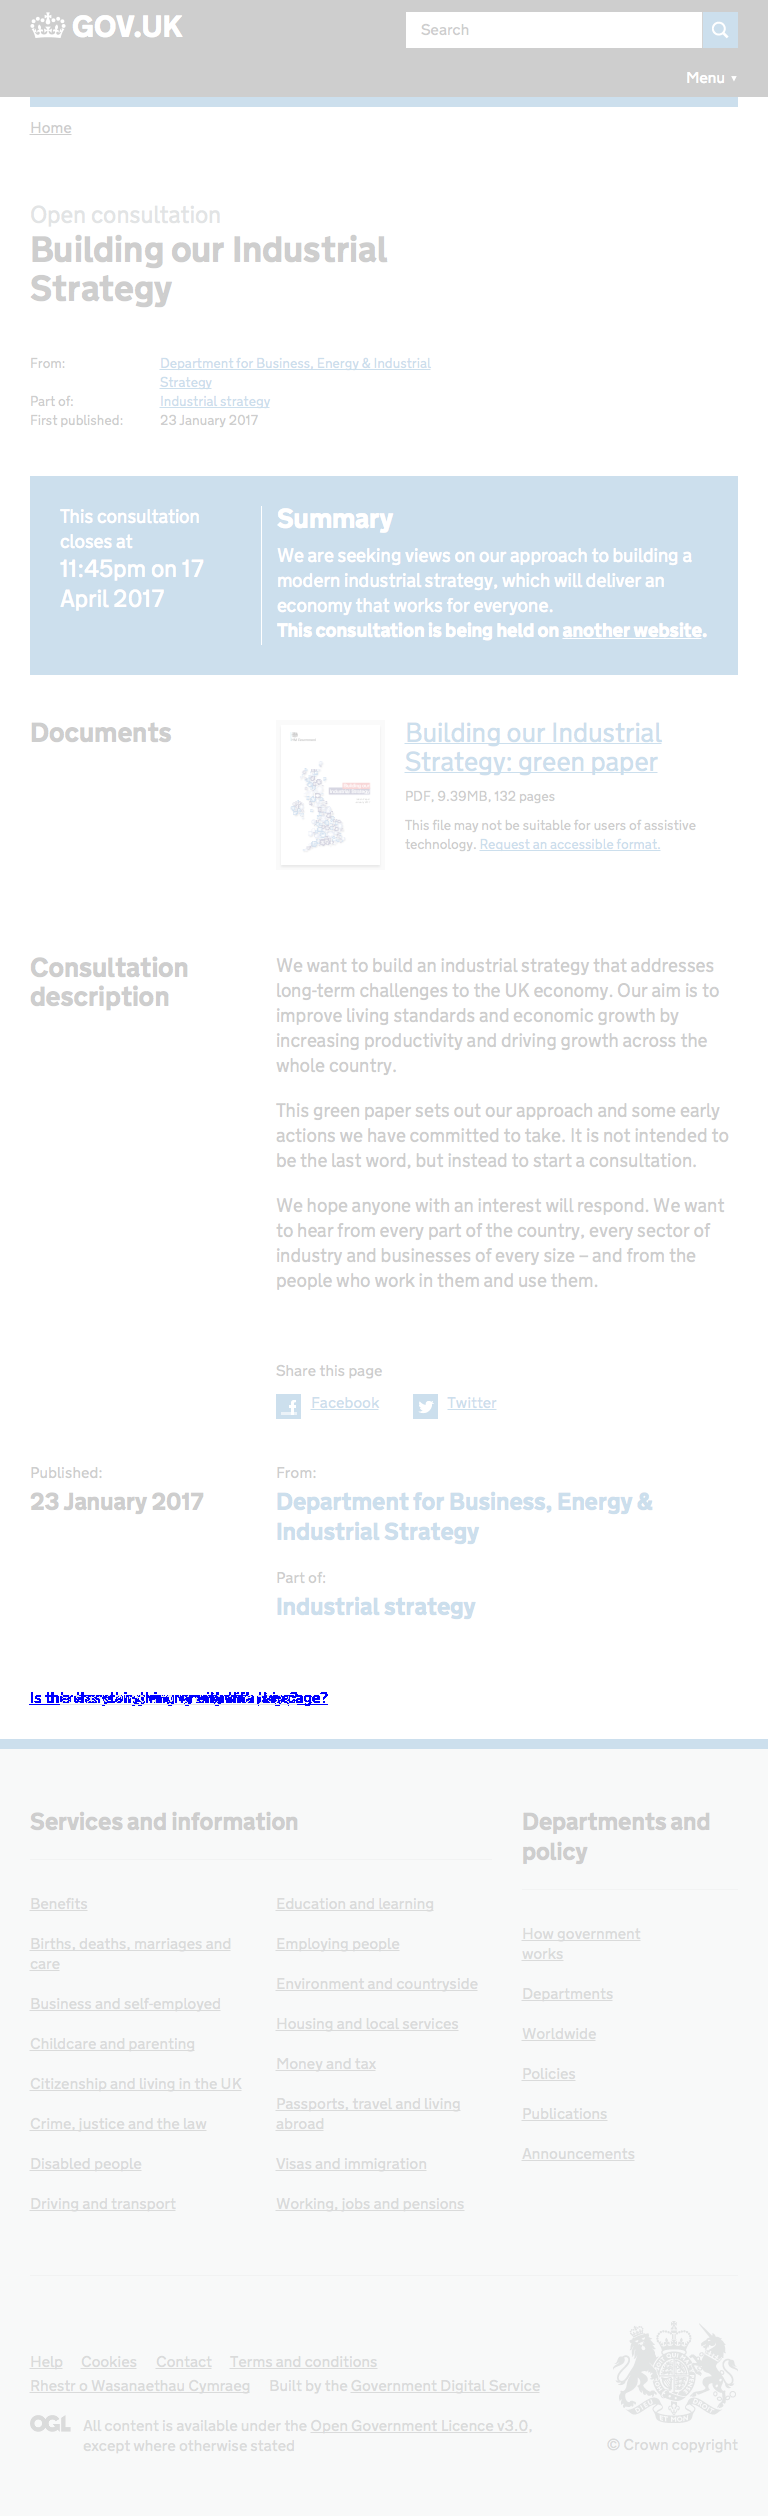 GOV.UK
Search
Menu ▼
Home
Open consultation
Building our Industrial
Strategy
From: Department for Business, Energy & Industrial
Strategy
Part of: Industrial strategy
First published: 23 January 2017
This consultation
closes at
11:45pm on 17
April 2017
Summary
We are seeking views on our approach to building a
modern industrial strategy, which will deliver an
economy that works for everyone.
This consultation is being held on another website.
Documents
Building our Industrial
Strategy: green paper
PDF, 9.39MB, 132 pages
This file may not be suitable for users of assistive
technology. Request an accessible format.
Consultation
description
We want to build an industrial strategy that addresses
long-term challenges to the UK economy. Our aim is to
improve living standards and economic growth by
increasing productivity and driving growth across the
whole country.
This green paper sets out our approach and some early
actions we have committed to take. It is not intended to
be the last word, but instead to start a consultation.
We hope anyone with an interest will respond. We want
to hear from every part of the country, every sector of
industry and businesses of every size – and from the
people who work in them and use them.
Share this page
Facebook Twitter
Published:
23 January 2017
From:
Department for Business, Energy &
Industrial Strategy
Part of:
Industrial strategy
Services and information
Benefits
Births, deaths, marriages and
care
Business and self-employed
Childcare and parenting
Citizenship and living in the UK
Crime, justice and the law
Disabled people
Driving and transport
Education and learning
Employing people
Environment and countryside
Housing and local services
Money and tax
Passports, travel and living
abroad
Visas and immigration
Working, jobs and pensions
Departments and
policy
How government
works
Departments
Worldwide
Policies
Publications
Announcements
Help Cookies Contact Terms and conditions
Rhestr o Wasanaethau Cymraeg Built by the Government Digital Service
OGL All content is available under the Open Government Licence v3.0,
except where otherwise stated
© Crown copyright